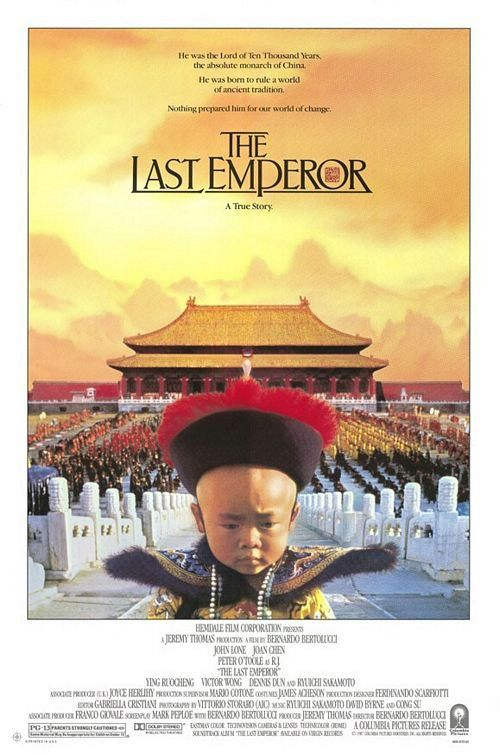 He was the Lord of Ten Thousand Years,
the absolute monarch of China.
He was born to rule a world
of ancient tradition.
Nothing prepared him for our world of change.
THE
LAST EMPEROR
A True Story.
HEMDALE FILM CORPORATION PRESENTS
A JEREMY THOMAS PRODUCTION A FILM BY BERNARDO BERTOLUCCI
JOHN LONE JOAN CHEN
PETER O'TOOLE AS R.J.
"THE LAST EMPEROR"
YING RUOCHENG VICTOR WONG DENNIS DUN AND RYUICHI SAKAMOTO
ASSOCIATE PRODUCER (U.K.) JOYCE HERLIHY PRODUCTION SUPERVISOR MARIO COTONE COSTUMES JAMES ACHESON PRODUCTION DESIGNER FERDINANDO SCARFIOTTI
EDITOR GABRIELLA CRISTIANI PHOTOGRAPHY BY VITTORIO STORARO (AIC) MUSIC RYUICHI SAKAMOTO DAVID BYRNE AND CONG SU
ASSOCIATE PRODUCER FRANCO GIOVALE SCREENPLAY MARK PEPLOE WITH BERNARDO BERTOLUCCI PRODUCER JEREMY THOMAS DIRECTOR BERNARDO BERTOLUCCI
PG-13 PARENTS STRONGLY CAUTIONED
DOLBY STEREO
EASTMAN COLOR TECHNOVISION CAMERAS & LENSES TECHNICOLOR (ROME)
SOUNDTRACK ALBUM "THE LAST EMPEROR" AVAILABLE ON VIRGIN RECORDS
A COLUMBIA PICTURES RELEASE
Columbia
Pictures